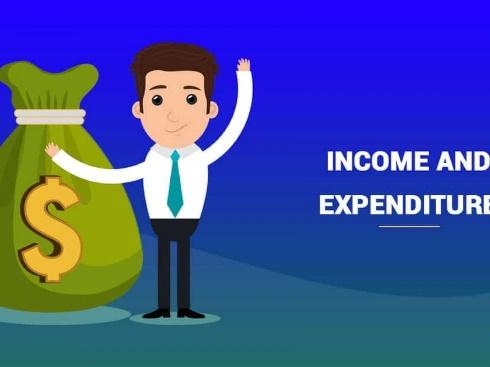 $
INCOME AND
EXPENDITURE